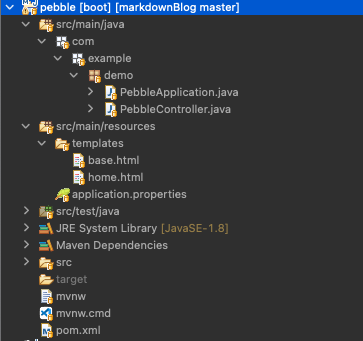 pebble [boot] [markdownBlog master]
src/main/java
com
example
demo
PebbleApplication.java
PebbleController.java
src/main/resources
templates
base.html
home.html
application.properties
src/test/java
JRE System Library [JavaSE-1.8]
Maven Dependencies
src
target
mvnw
mvnw.cmd
pom.xml